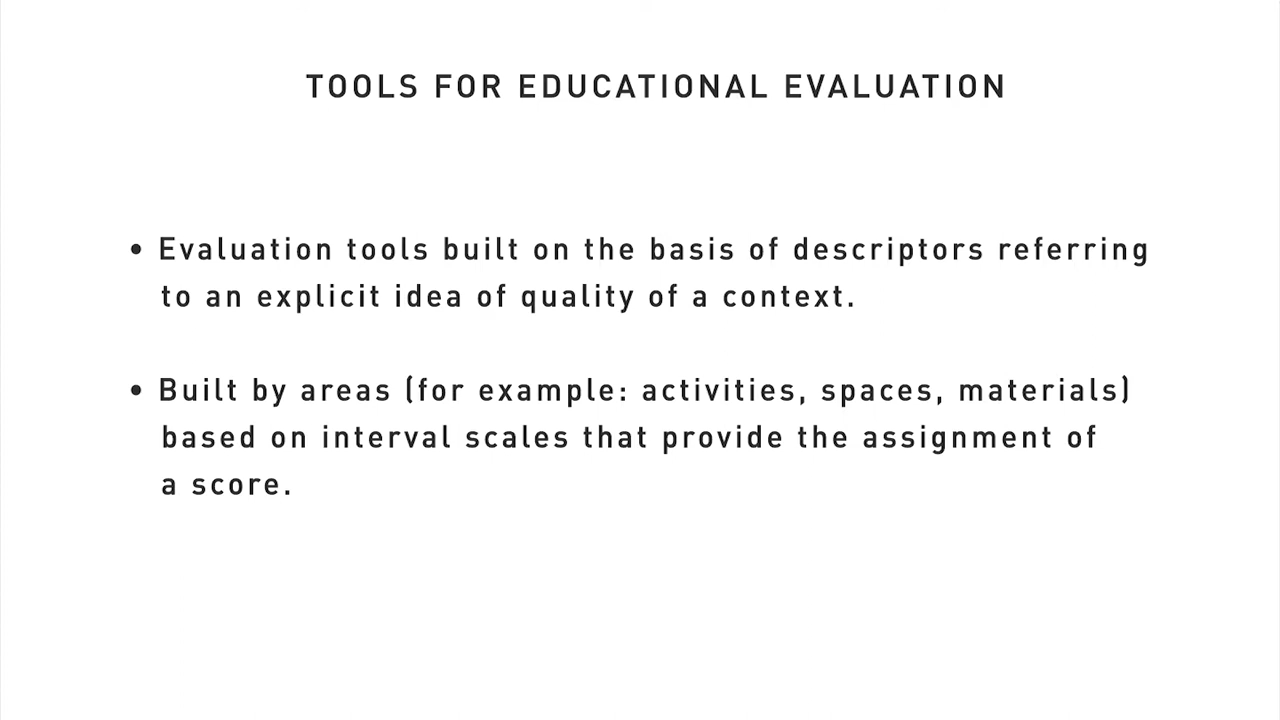 TOOLS FOR EDUCATIONAL EVALUATION
• Evaluation tools built on the basis of descriptors referring
to an explicit idea of quality of a context.
• Built by areas (for example: activities, spaces, materials)
based on interval scales that provide the assignment of
a score.